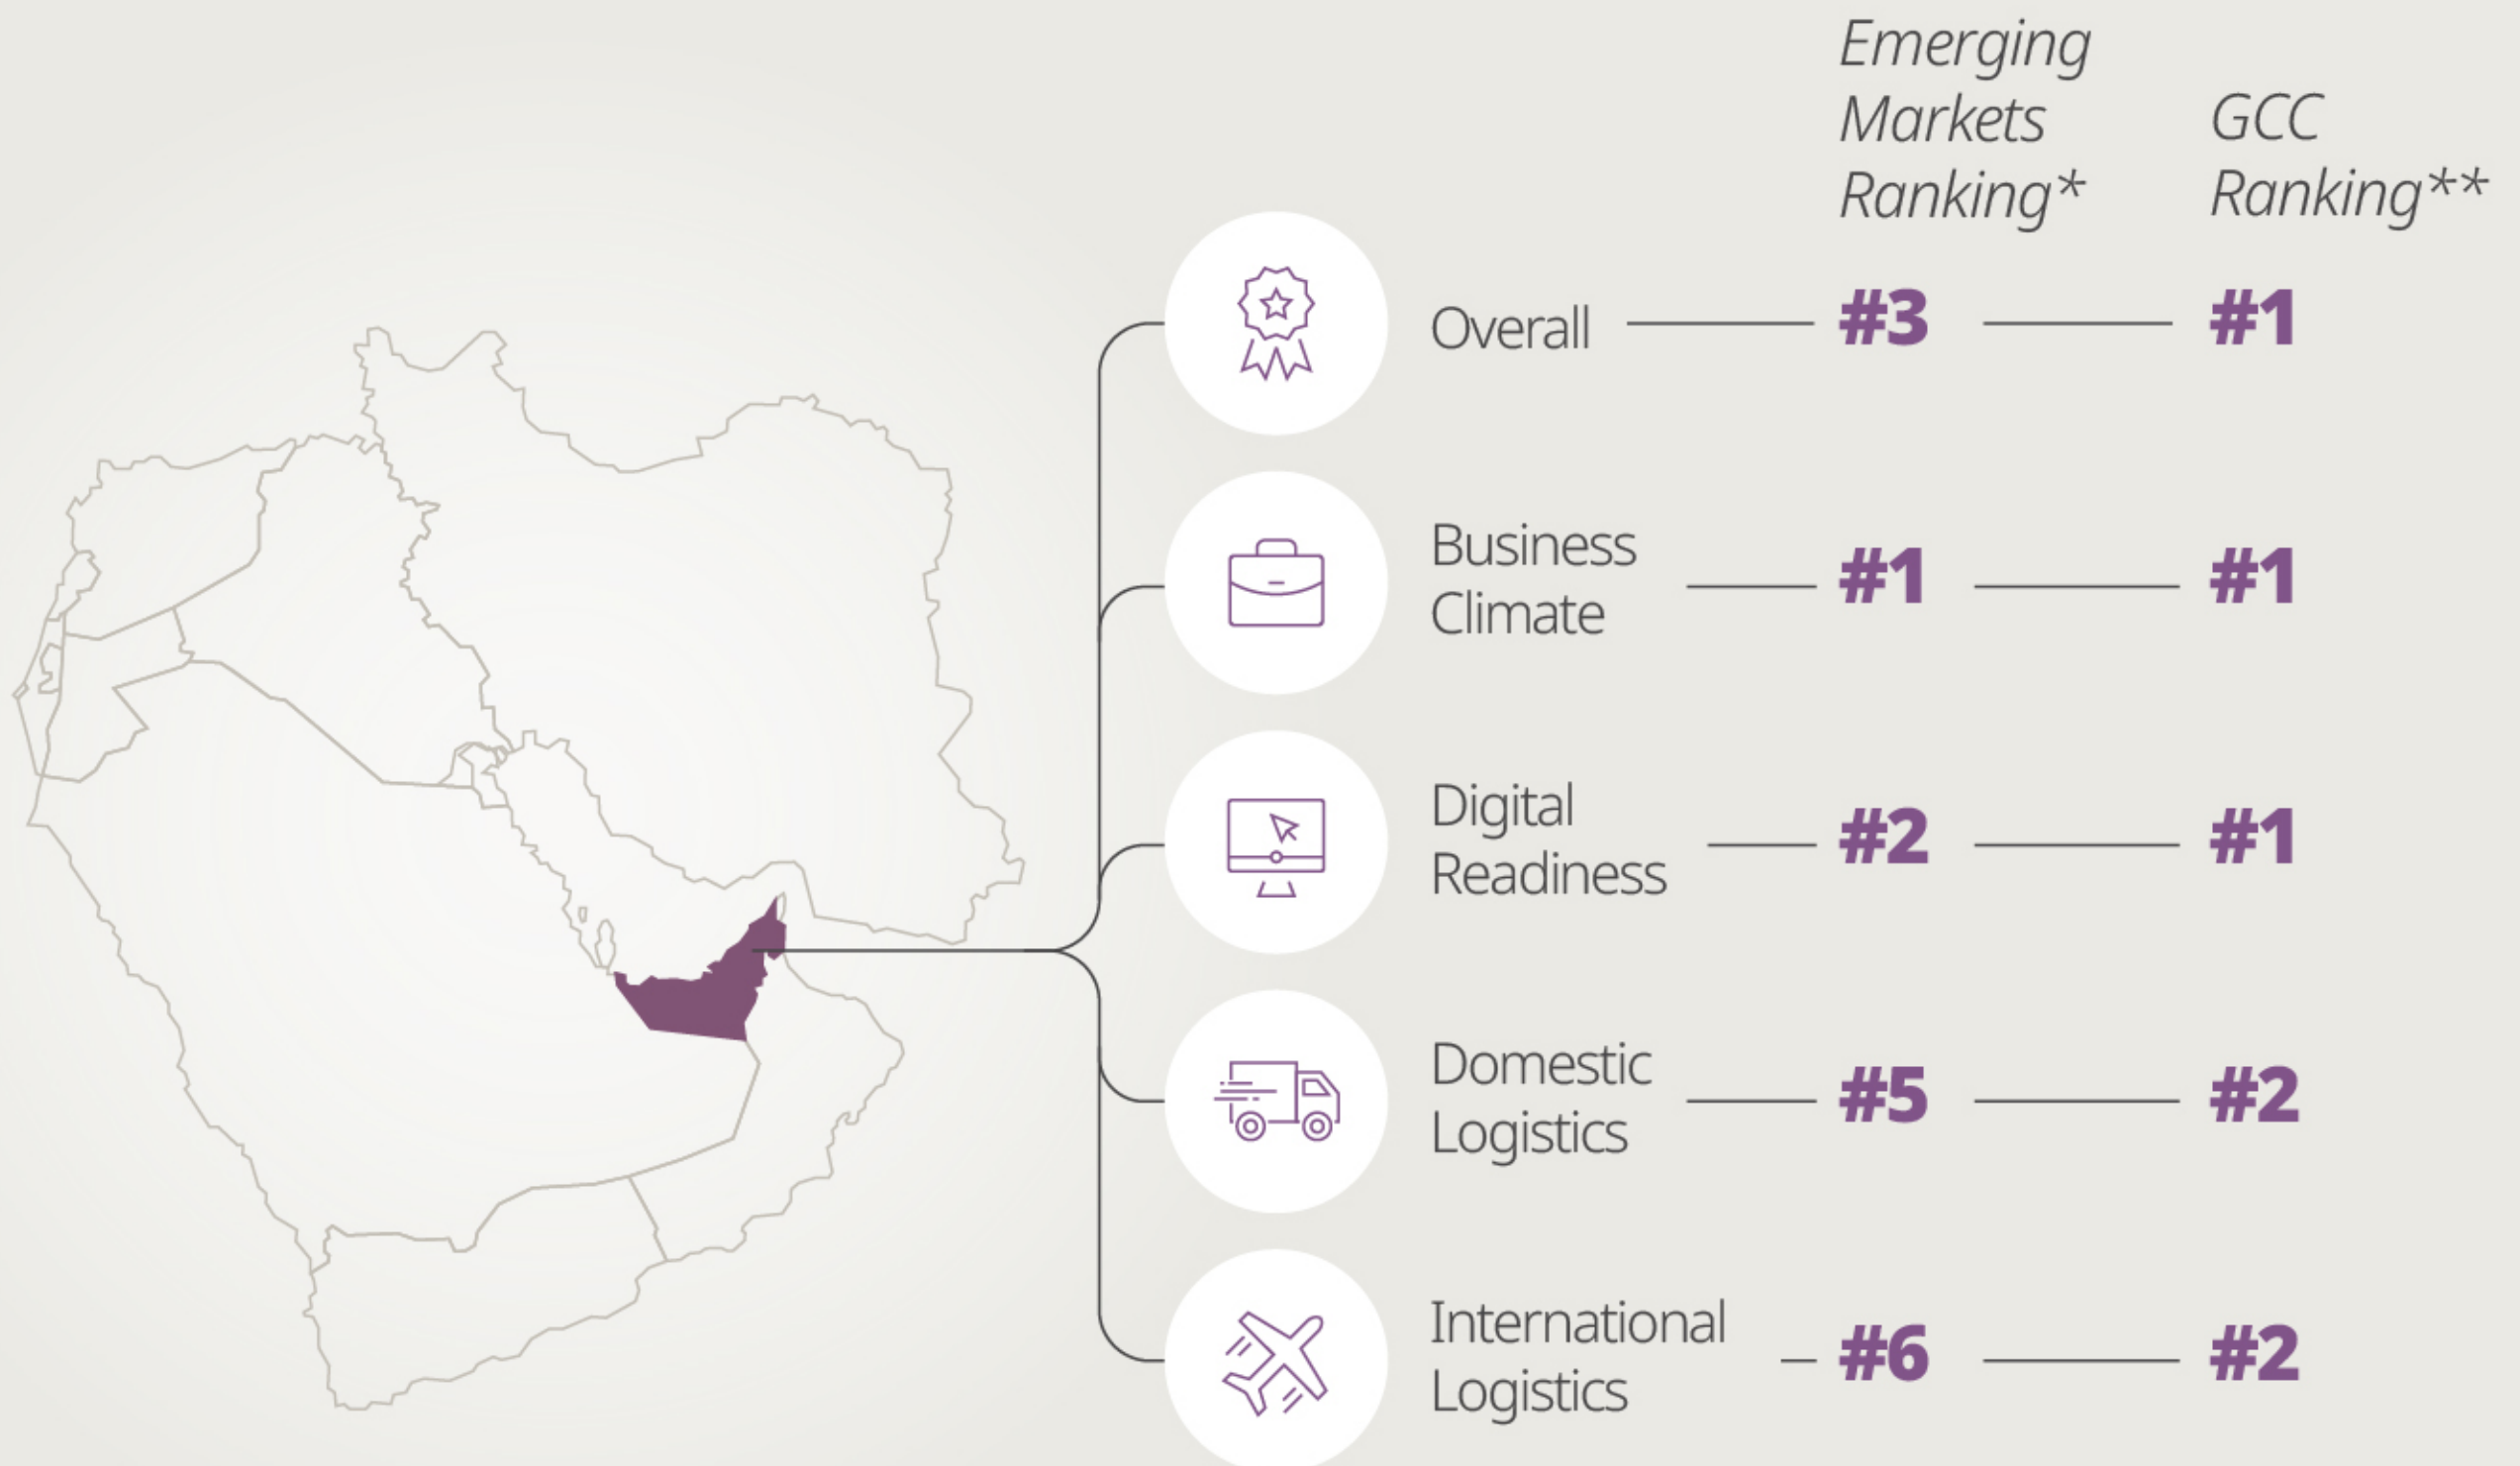 Emerging
Markets
Ranking*
GCC
Ranking**
Overall #3 #1
Business
Climate
#1 #1
Digital
Readiness
#2 #1
Domestic
Logistics
#5 #2
International
Logistics
#6 #2